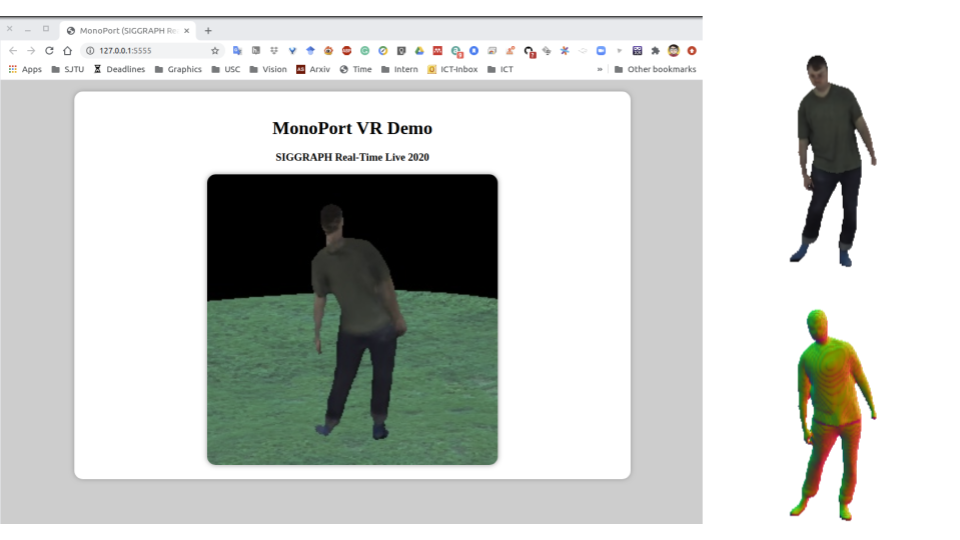 MonoPort (SIGGRAPH Re
127.0.0.1:5555
Apps SJTU Deadlines Graphics USC Vision Arxiv Time Intern ICT-Inbox ICT » Other bookmarks
MonoPort VR Demo
SIGGRAPH Real-Time Live 2020